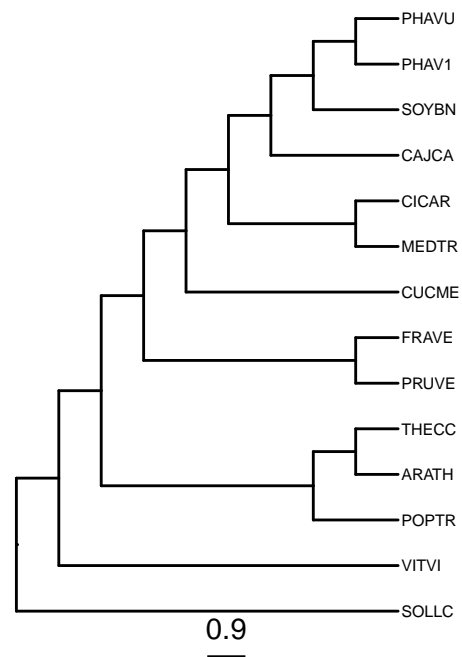 PHAVU
PHAV1
SOYBN
CAJCA
CICAR
MEDTR
CUCME
FRAVE
PRUVE
THECC
ARATH
POPTR
VITVI
SOLLC
0.9